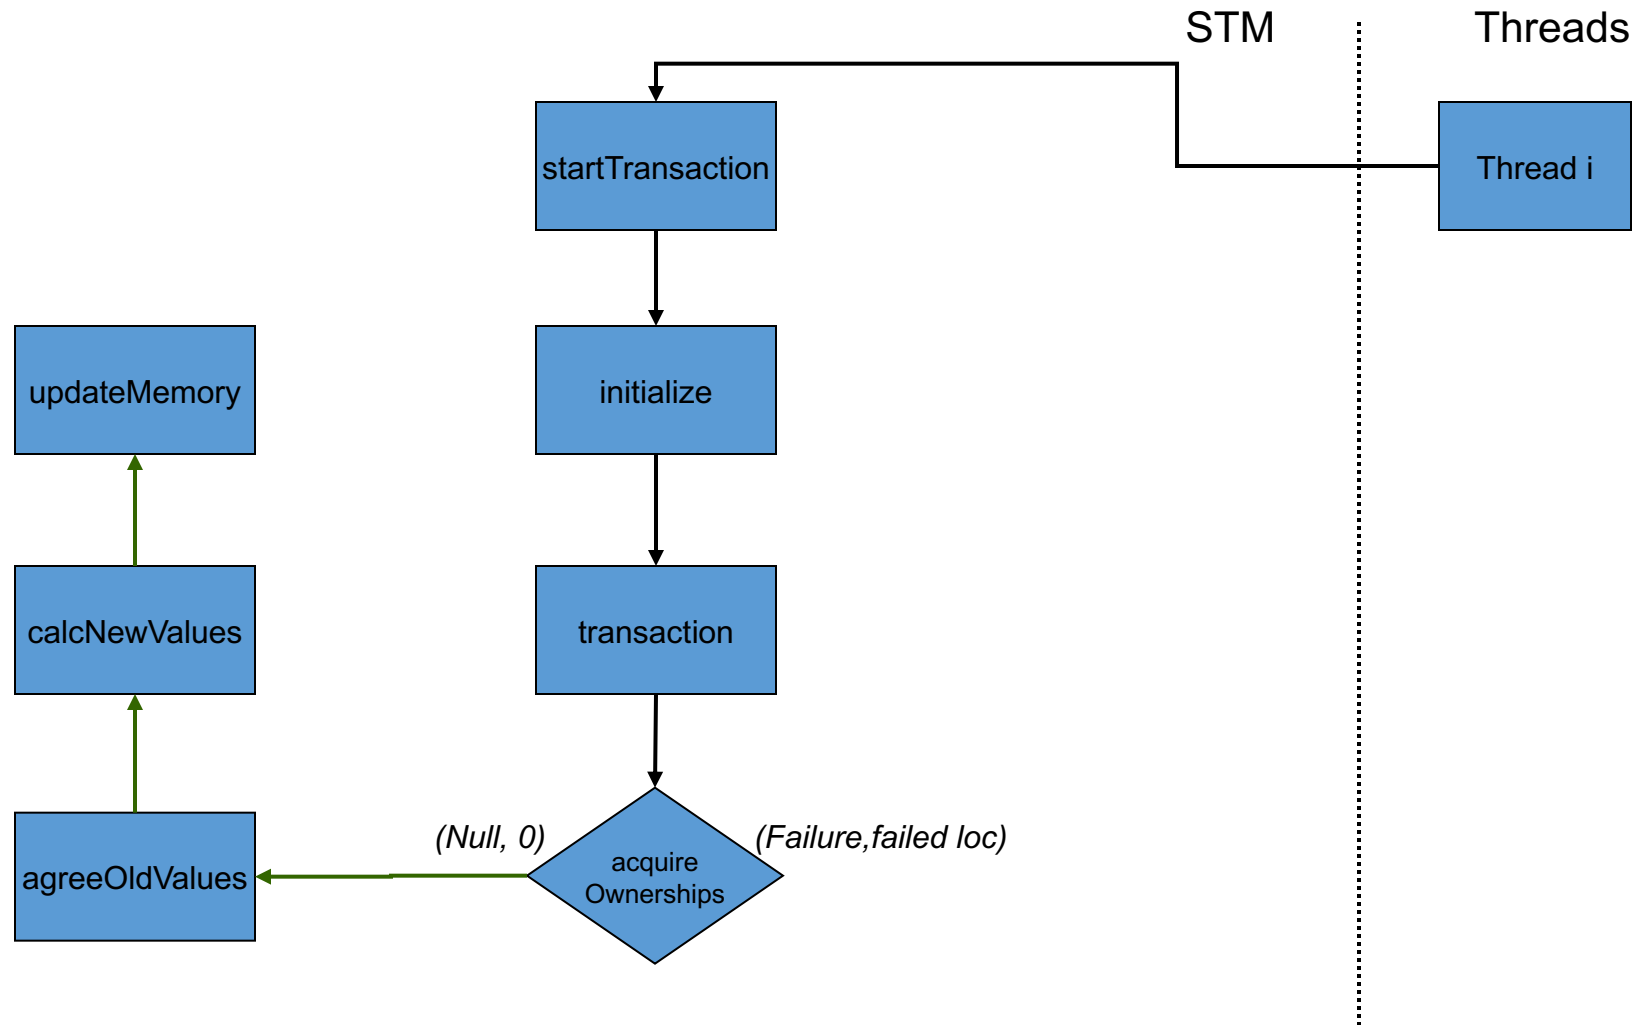 STM
Threads
startTransaction
Thread i
updateMemory
initialize
calcNewValues
transaction
(Null, 0)
(Failure,failed loc)
agreeOldValues
acquire
Ownerships